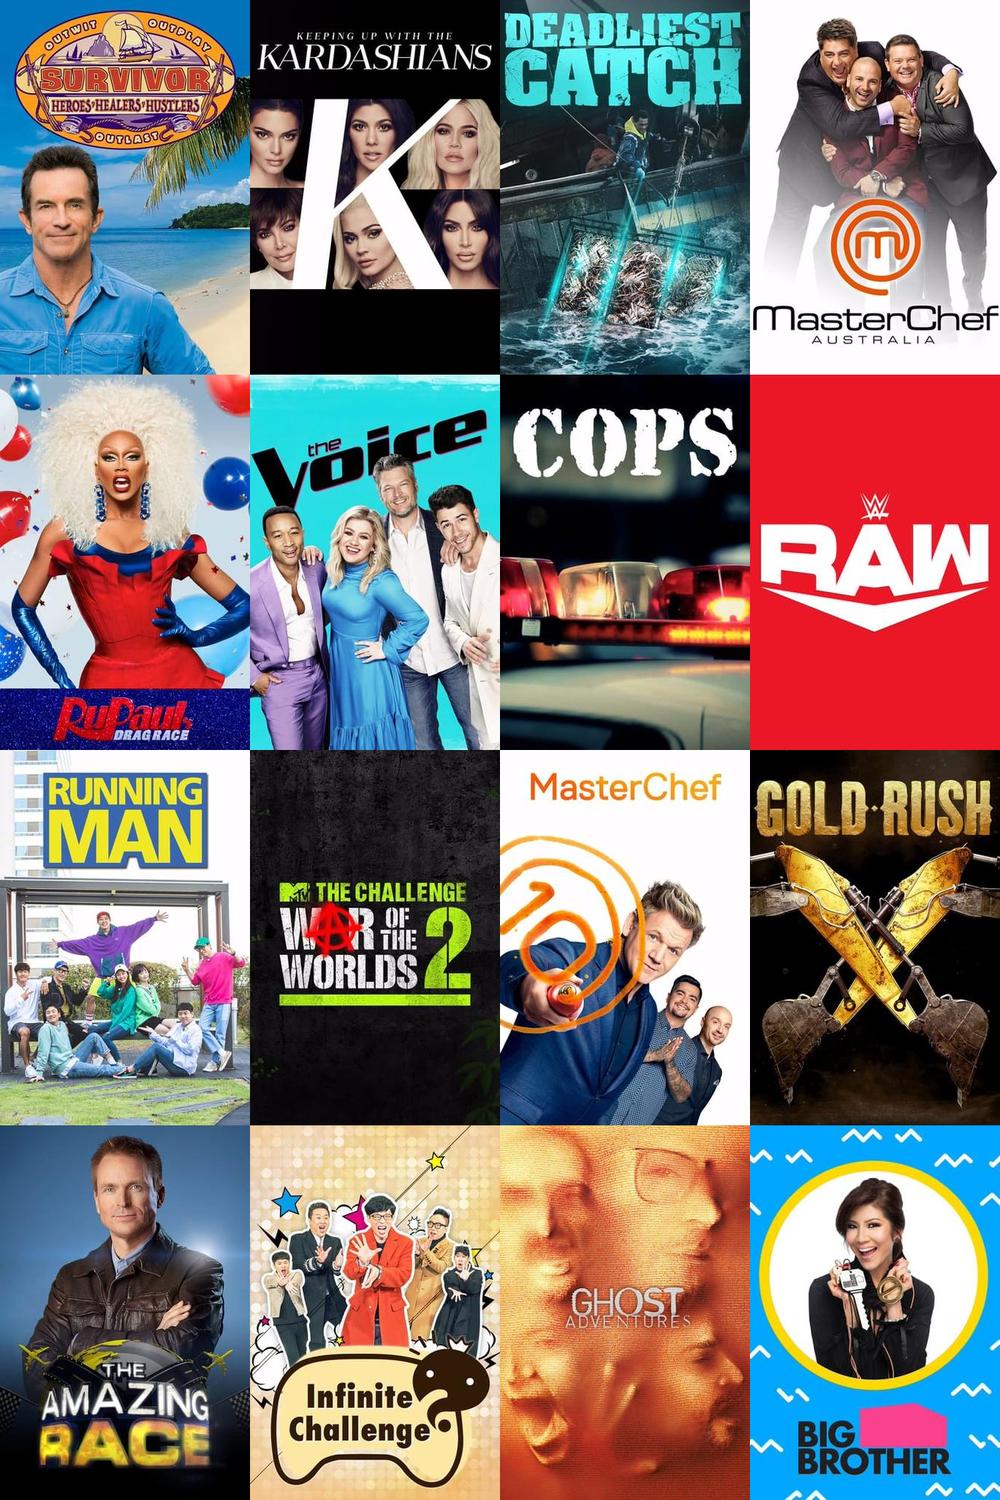 OUTWIT OUTPLAY
SURVIVOR
HEROES HEALERS HUSTLERS
OUTLAST
KEEPING UP WITH THE
KARDASHIANS
K
DEADLIEST
CATCH
m
MasterChef
AUSTRALIA
RuPaul's
DRAG RACE
the
Voice
COPS
W
RAW
RUNNING
MAN
MTV THE CHALLENGE
WAR OF
THE
WORLDS 2
MasterChef
10
GOLD RUSH
THE
AMAZING
RACE
Infinite
Challenge
GHOST
ADVENTURES
BIG
BROTHER